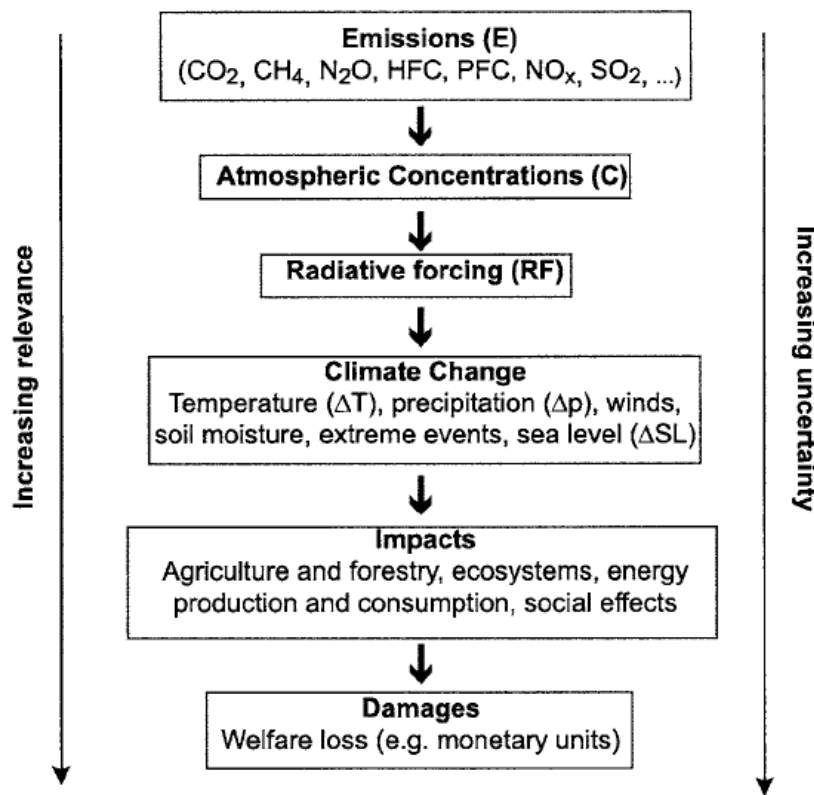 Emissions (E)
(CO₂, CH₄, N₂O, HFC, PFC, NOₓ, SO₂, ...)
Atmospheric Concentrations (C)
Radiative forcing (RF)
Climate Change
Temperature (ΔT), precipitation (Δp), winds,
soil moisture, extreme events, sea level (ΔSL)
Impacts
Agriculture and forestry, ecosystems, energy
production and consumption, social effects
Damages
Welfare loss (e.g. monetary units)
Increasing relevance
Increasing uncertainty